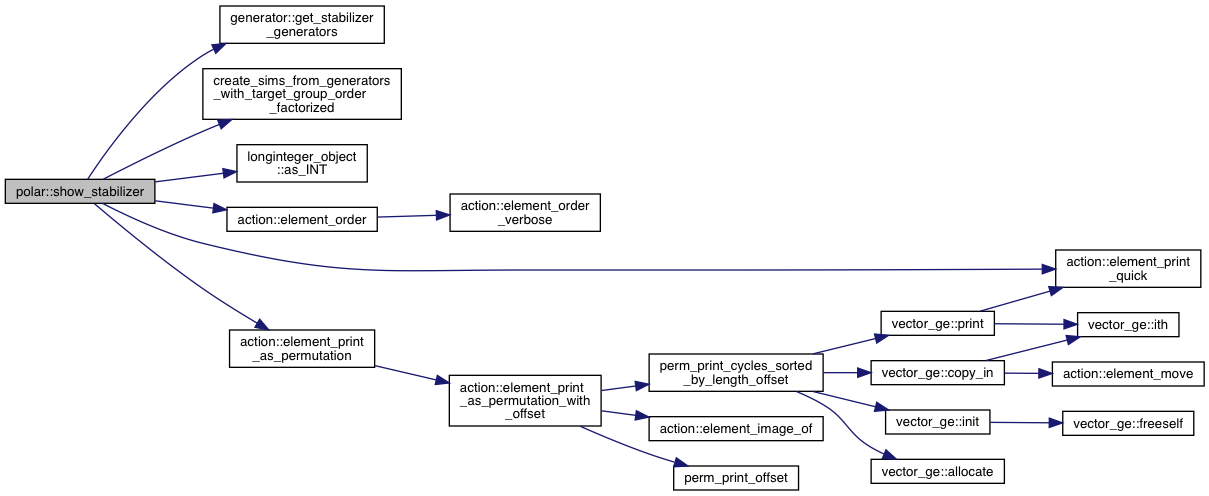 generator::get_stabilizer
_generators
create_sims_from_generators
_with_target_group_order
_factorized
longinteger_object
::as_INT
polar::show_stabilizer
action::element_order
action::element_order
_verbose
action::element_print
_quick
action::element_print
_as_permutation
vector_ge::print
vector_ge::ith
perm_print_cycles_sorted
_by_length_offset
vector_ge::copy_in
action::element_move
action::element_print
_as_permutation_with
_offset
vector_ge::init
vector_ge::freeself
action::element_image_of
vector_ge::allocate
perm_print_offset